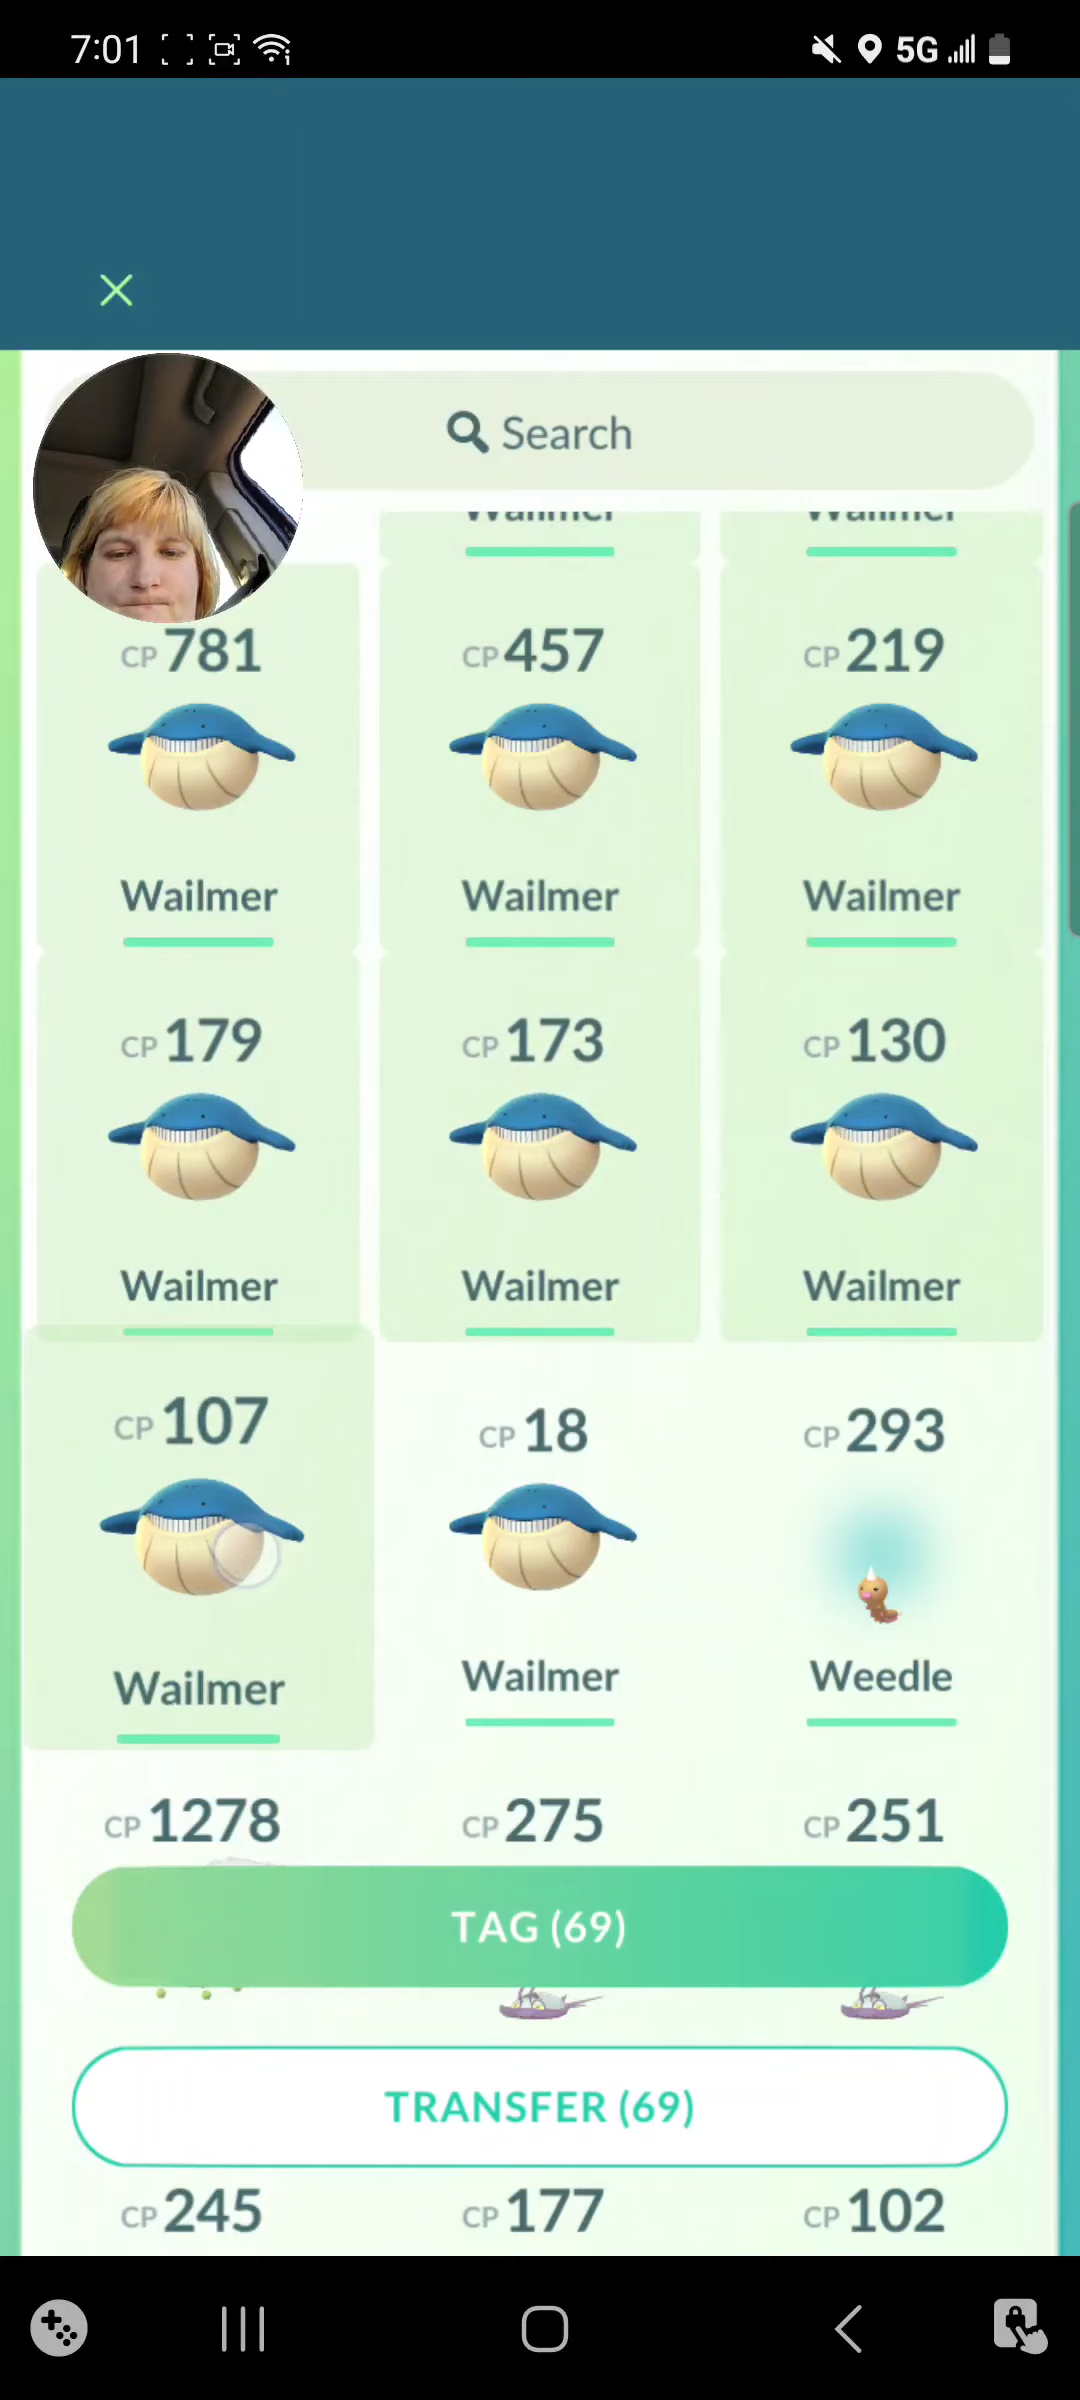 7:01 5G
Search
Wailmer Wailmer
CP 781 CP 457 CP 219
Wailmer Wailmer Wailmer
CP 179 CP 173 CP 130
Wailmer Wailmer Wailmer
CP 107 CP 18 CP 293
Wailmer Wailmer Weedle
CP 1278 CP 275 CP 251
TAG (69)
TRANSFER (69)
CP 245 CP 177 CP 102